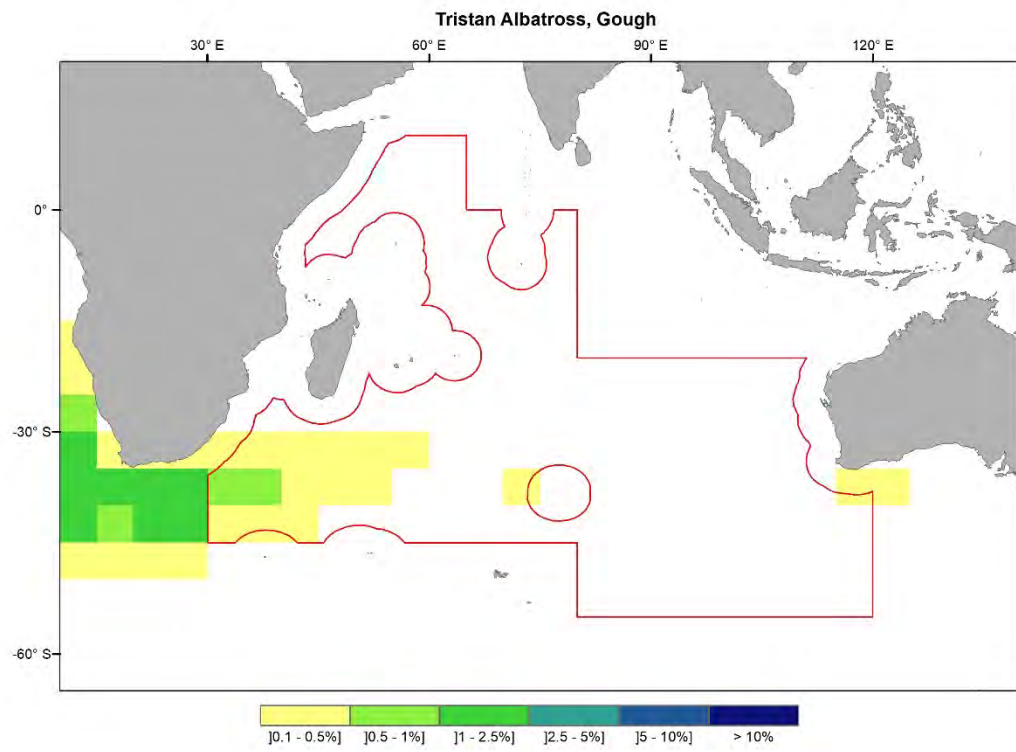 Tristan Albatross, Gough
30° E 60° E 90° E 120° E
0°
-30° S
-60° S
]0.1 - 0.5%] ]0.5 - 1%] ]1 - 2.5%] ]2.5 - 5%] ]5 - 10%] > 10%